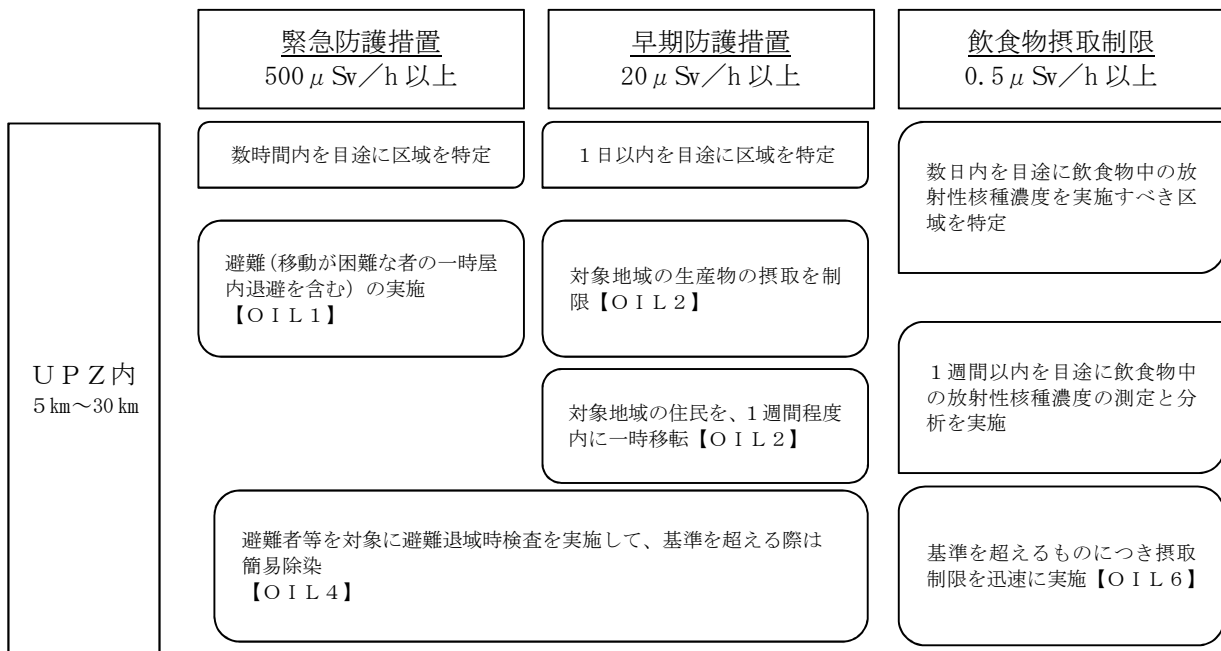 緊急防護措置
500μSv／h 以上
早期防護措置
20μSv／h 以上
飲食物摂取制限
0.5μSv／h 以上
UPZ内
5㎞～30㎞
数時間内を目途に区域を特定
避難(移動が困難な者の一時屋
内退避を含む）の実施
【OIL1】
1日以内を目途に区域を特定
対象地域の生産物の摂取を制
限【OIL2】
対象地域の住民を、1週間程度
内に一時移転【OIL2】
避難者等を対象に避難退域時検査を実施して、基準を超える際は
簡易除染
【OIL4】
数日内を目途に飲食物中の放
射性核種濃度を実施すべき区
域を特定
1週間以内を目途に飲食物中
の放射性核種濃度の測定と分
析を実施
基準を超えるものにつき摂取
制限を迅速に実施【OIL6】